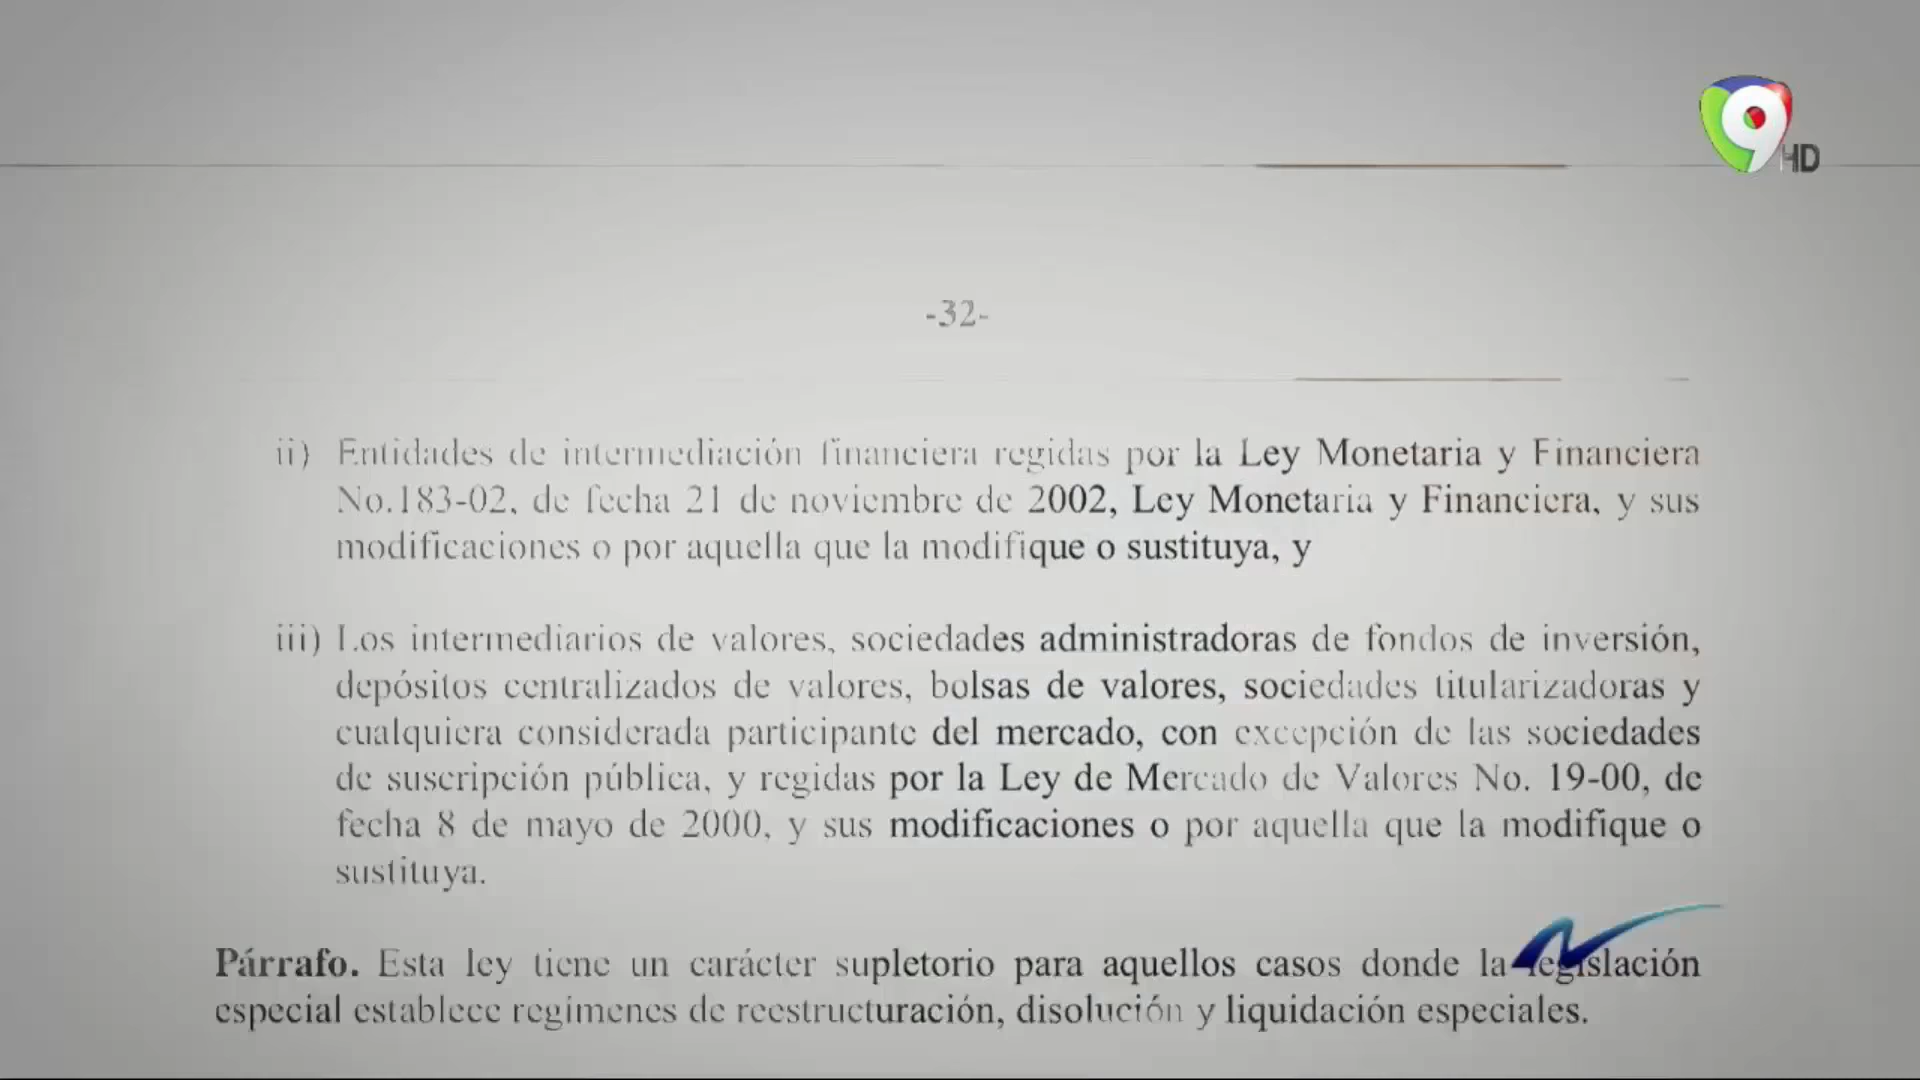 9
HD
-32-
ii) Entidades de intermediación financiera regidas por la Ley Monetaria y Financiera
No.183-02, de fecha 21 de noviembre de 2002, Ley Monetaria y Financiera, y sus
modificaciones o por aquella que la modifique o sustituya, y
iii) Los intermediarios de valores, sociedades administradoras de fondos de inversión,
depósitos centralizados de valores, bolsas de valores, sociedades titularizadoras y
cualquiera considerada participante del mercado, con excepción de las sociedades
de suscripción pública, y regidas por la Ley de Mercado de Valores No. 19-00, de
fecha 8 de mayo de 2000, y sus modificaciones o por aquella que la modifique o
sustituya.
Párrafo. Esta ley tiene un carácter supletorio para aquellos casos donde la legislación
especial establece regímenes de reestructuración, disolución y liquidación especiales.